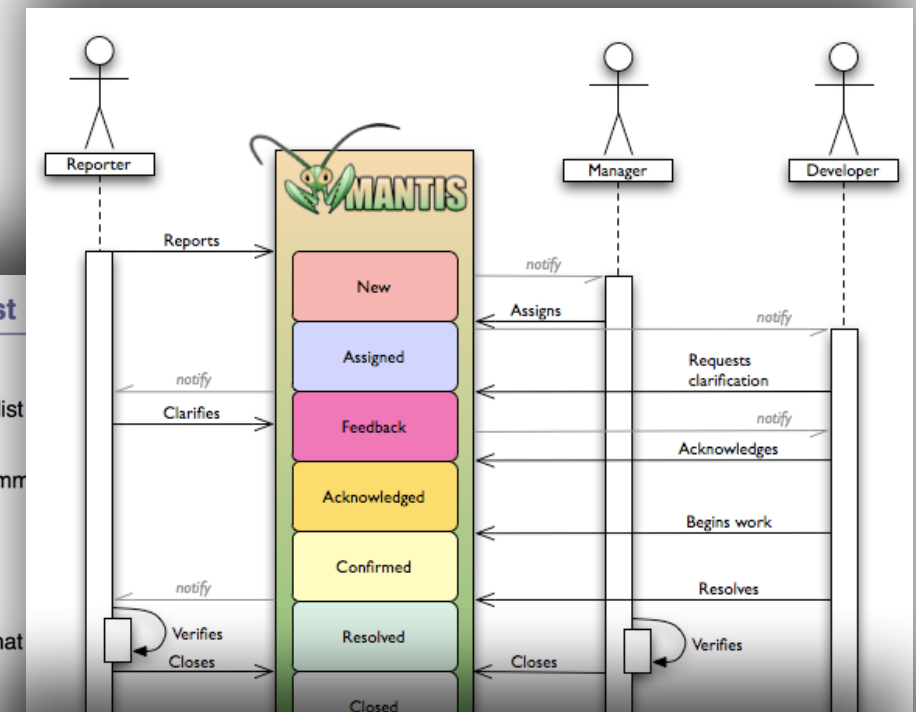 Reporter
Manager
Developer
MANTIS
Reports
notify
New
Assigns
notify
st
Assigned
Requests
clarification
notify
list
Clarifies
notify
Feedback
Acknowledges
mm
Acknowledged
Begins work
Confirmed
notify
Resolves
Verifies
Resolved
Verifies
hat
Closes
Closes
Closed